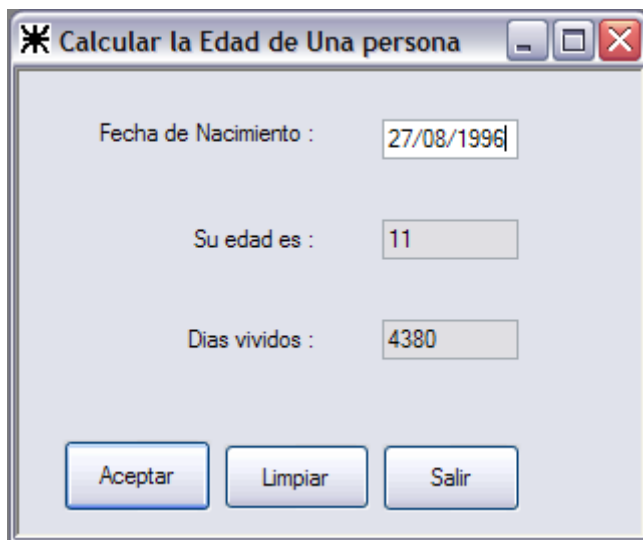 Calcular la Edad de Una persona
Fecha de Nacimiento : 27/08/1996
Su edad es : 11
Dias vividos : 4380
Aceptar Limpiar Salir